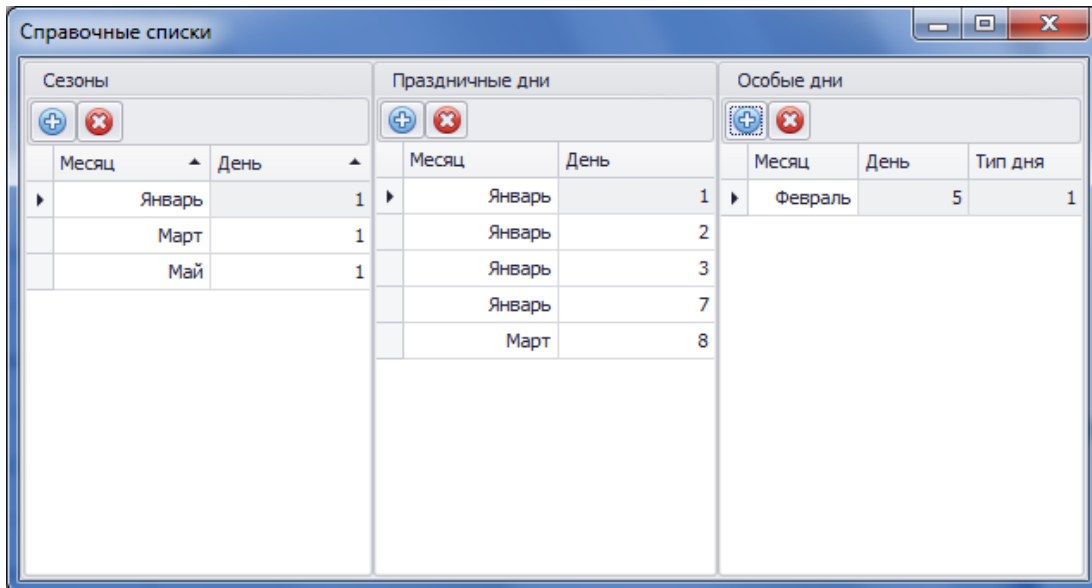 Справочные списки
Сезоны
Месяц День
Январь 1
Март 1
Май 1
Праздничные дни
Месяц День
Январь 1
Январь 2
Январь 3
Январь 7
Март 8
Особые дни
Месяц День Тип дня
Февраль 5 1